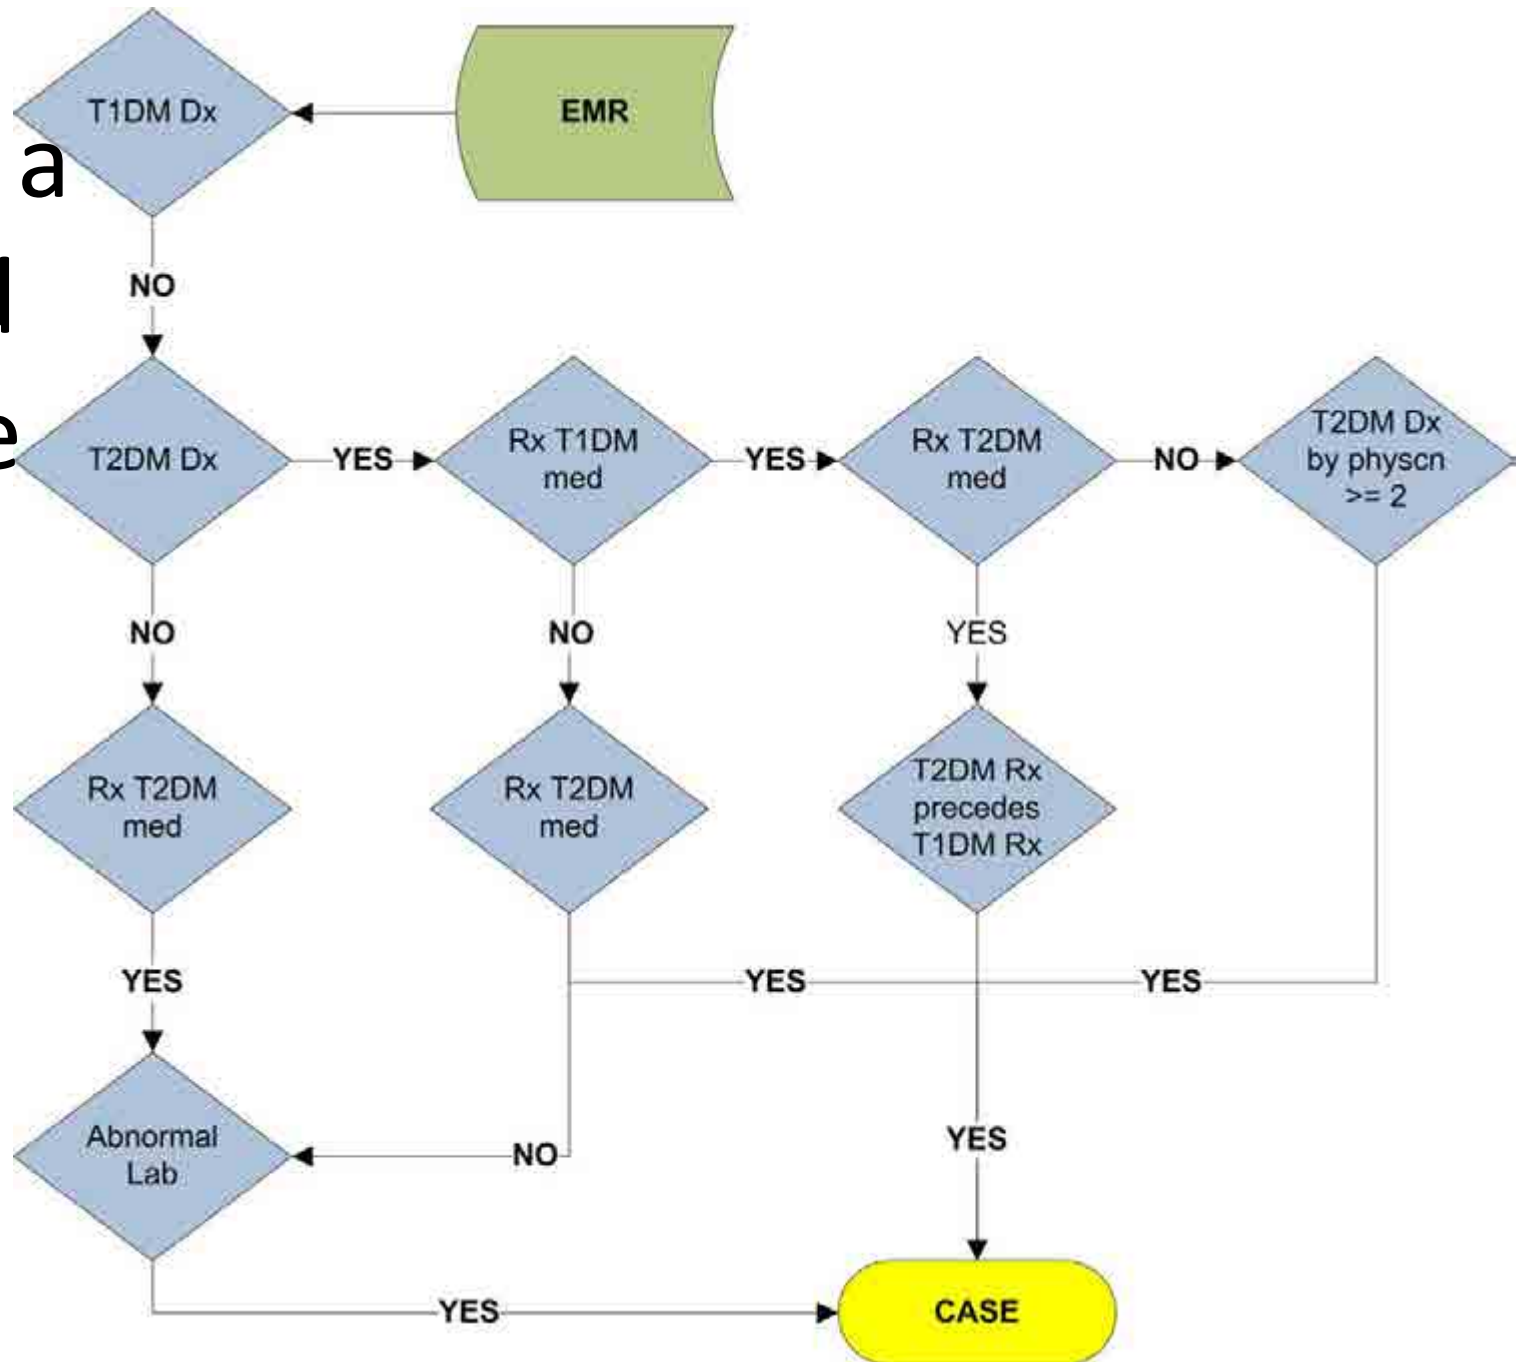 T1DM Dx
EMR
a
NO
T2DM Dx
YES
Rx T1DM
med
YES
Rx T2DM
med
NO
T2DM Dx
by physcn
>= 2
e
NO
NO
YES
Rx T2DM
med
Rx T2DM
med
T2DM Rx
precedes
T1DM Rx
YES
YES
YES
Abnormal
Lab
NO
YES
YES
CASE